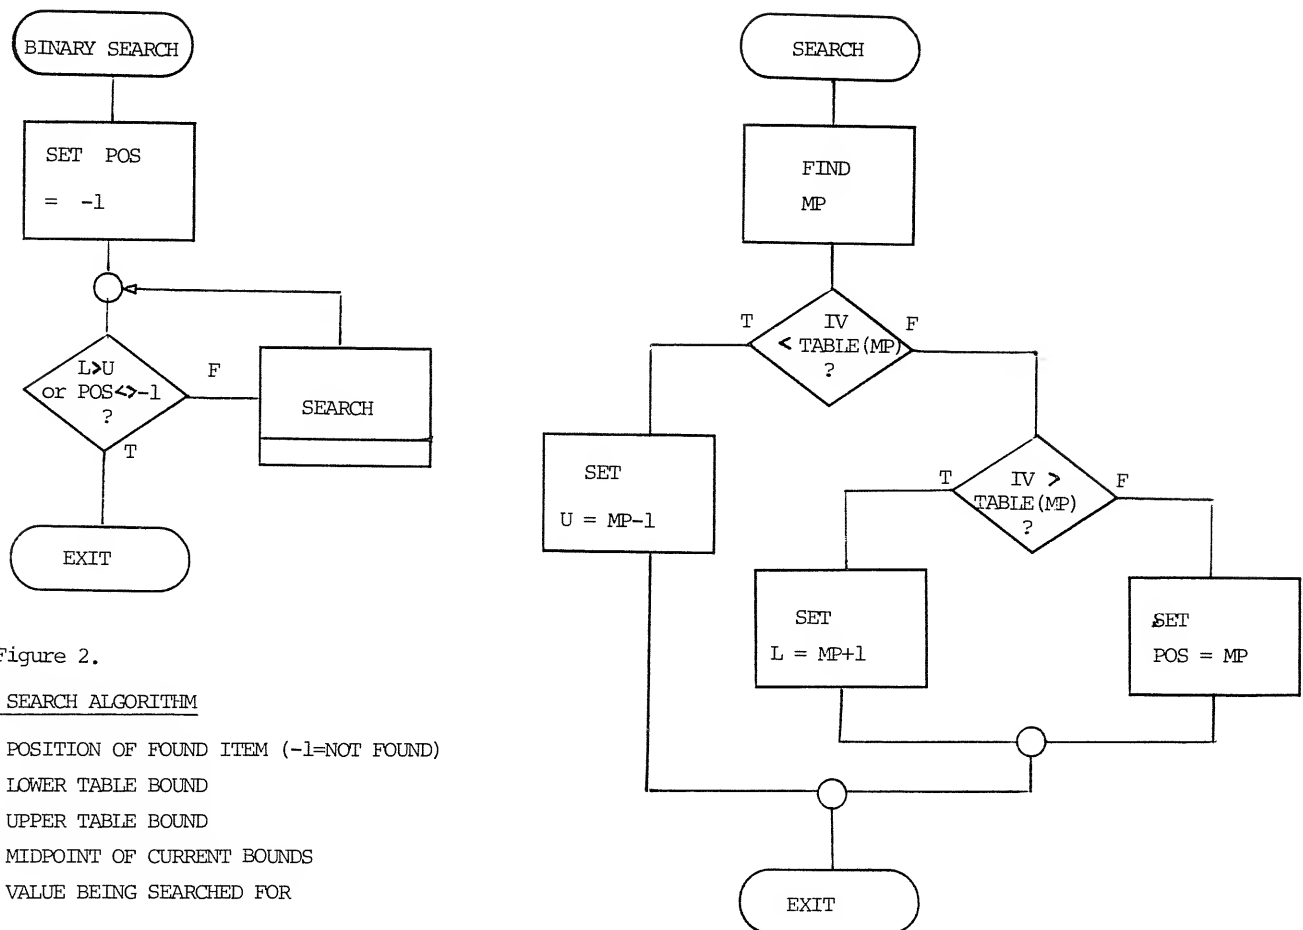 BINARY SEARCH
SET POS
= -1
L>U
or POS<>-1
?
F
T
SEARCH
EXIT
Figure 2.
SEARCH ALGORITHM
POSITION OF FOUND ITEM (-1=NOT FOUND)
LOWER TABLE BOUND
UPPER TABLE BOUND
MIDPOINT OF CURRENT BOUNDS
VALUE BEING SEARCHED FOR
SEARCH
FIND
MP
T
IV
< TABLE(MP)
?
F
SET
U = MP-1
T
IV >
TABLE(MP)
?
F
SET
L = MP+1
SET
POS = MP
EXIT